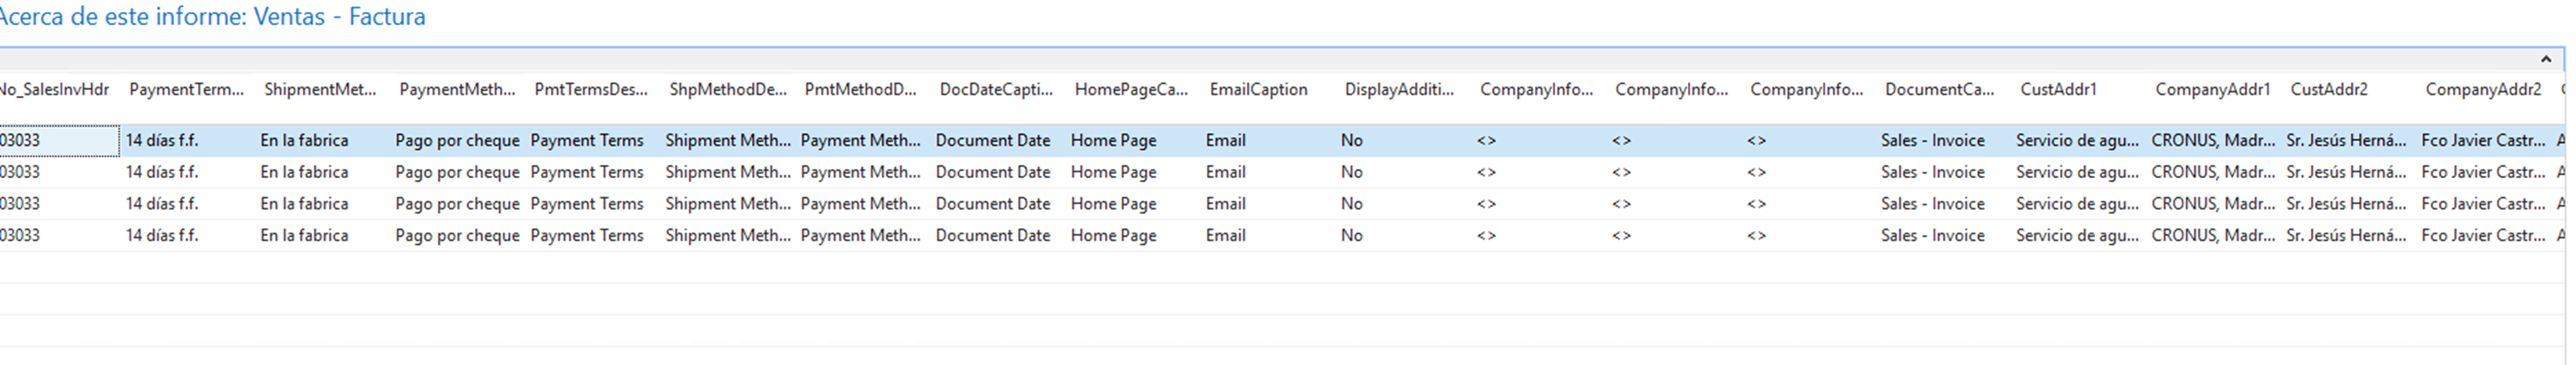 Acerca de este informe: Ventas - Factura
No_SalesInvHdr PaymentTerm... ShipmentMet... PaymentMeth... PmtTermsDes... ShpMethodDe... PmtMethodD... DocDateCapti... HomePageCa... EmailCaption DisplayAdditi... CompanyInfo... CompanyInfo... CompanyInfo... DocumentCa... CustAddr1 CompanyAddr1 CustAddr2 CompanyAddr2
03033 14 días f.f. En la fabrica Pago por cheque Payment Terms Shipment Meth... Payment Meth... Document Date Home Page Email No <> <> <> Sales - Invoice Servicio de agu... CRONUS, Madr... Sr. Jesús Herná... Fco Javier Castr... A
03033 14 días f.f. En la fabrica Pago por cheque Payment Terms Shipment Meth... Payment Meth... Document Date Home Page Email No <> <> <> Sales - Invoice Servicio de agu... CRONUS, Madr... Sr. Jesús Herná... Fco Javier Castr... A
03033 14 días f.f. En la fabrica Pago por cheque Payment Terms Shipment Meth... Payment Meth... Document Date Home Page Email No <> <> <> Sales - Invoice Servicio de agu... CRONUS, Madr... Sr. Jesús Herná... Fco Javier Castr... A
03033 14 días f.f. En la fabrica Pago por cheque Payment Terms Shipment Meth... Payment Meth... Document Date Home Page Email No <> <> <> Sales - Invoice Servicio de agu... CRONUS, Madr... Sr. Jesús Herná... Fco Javier Castr... A